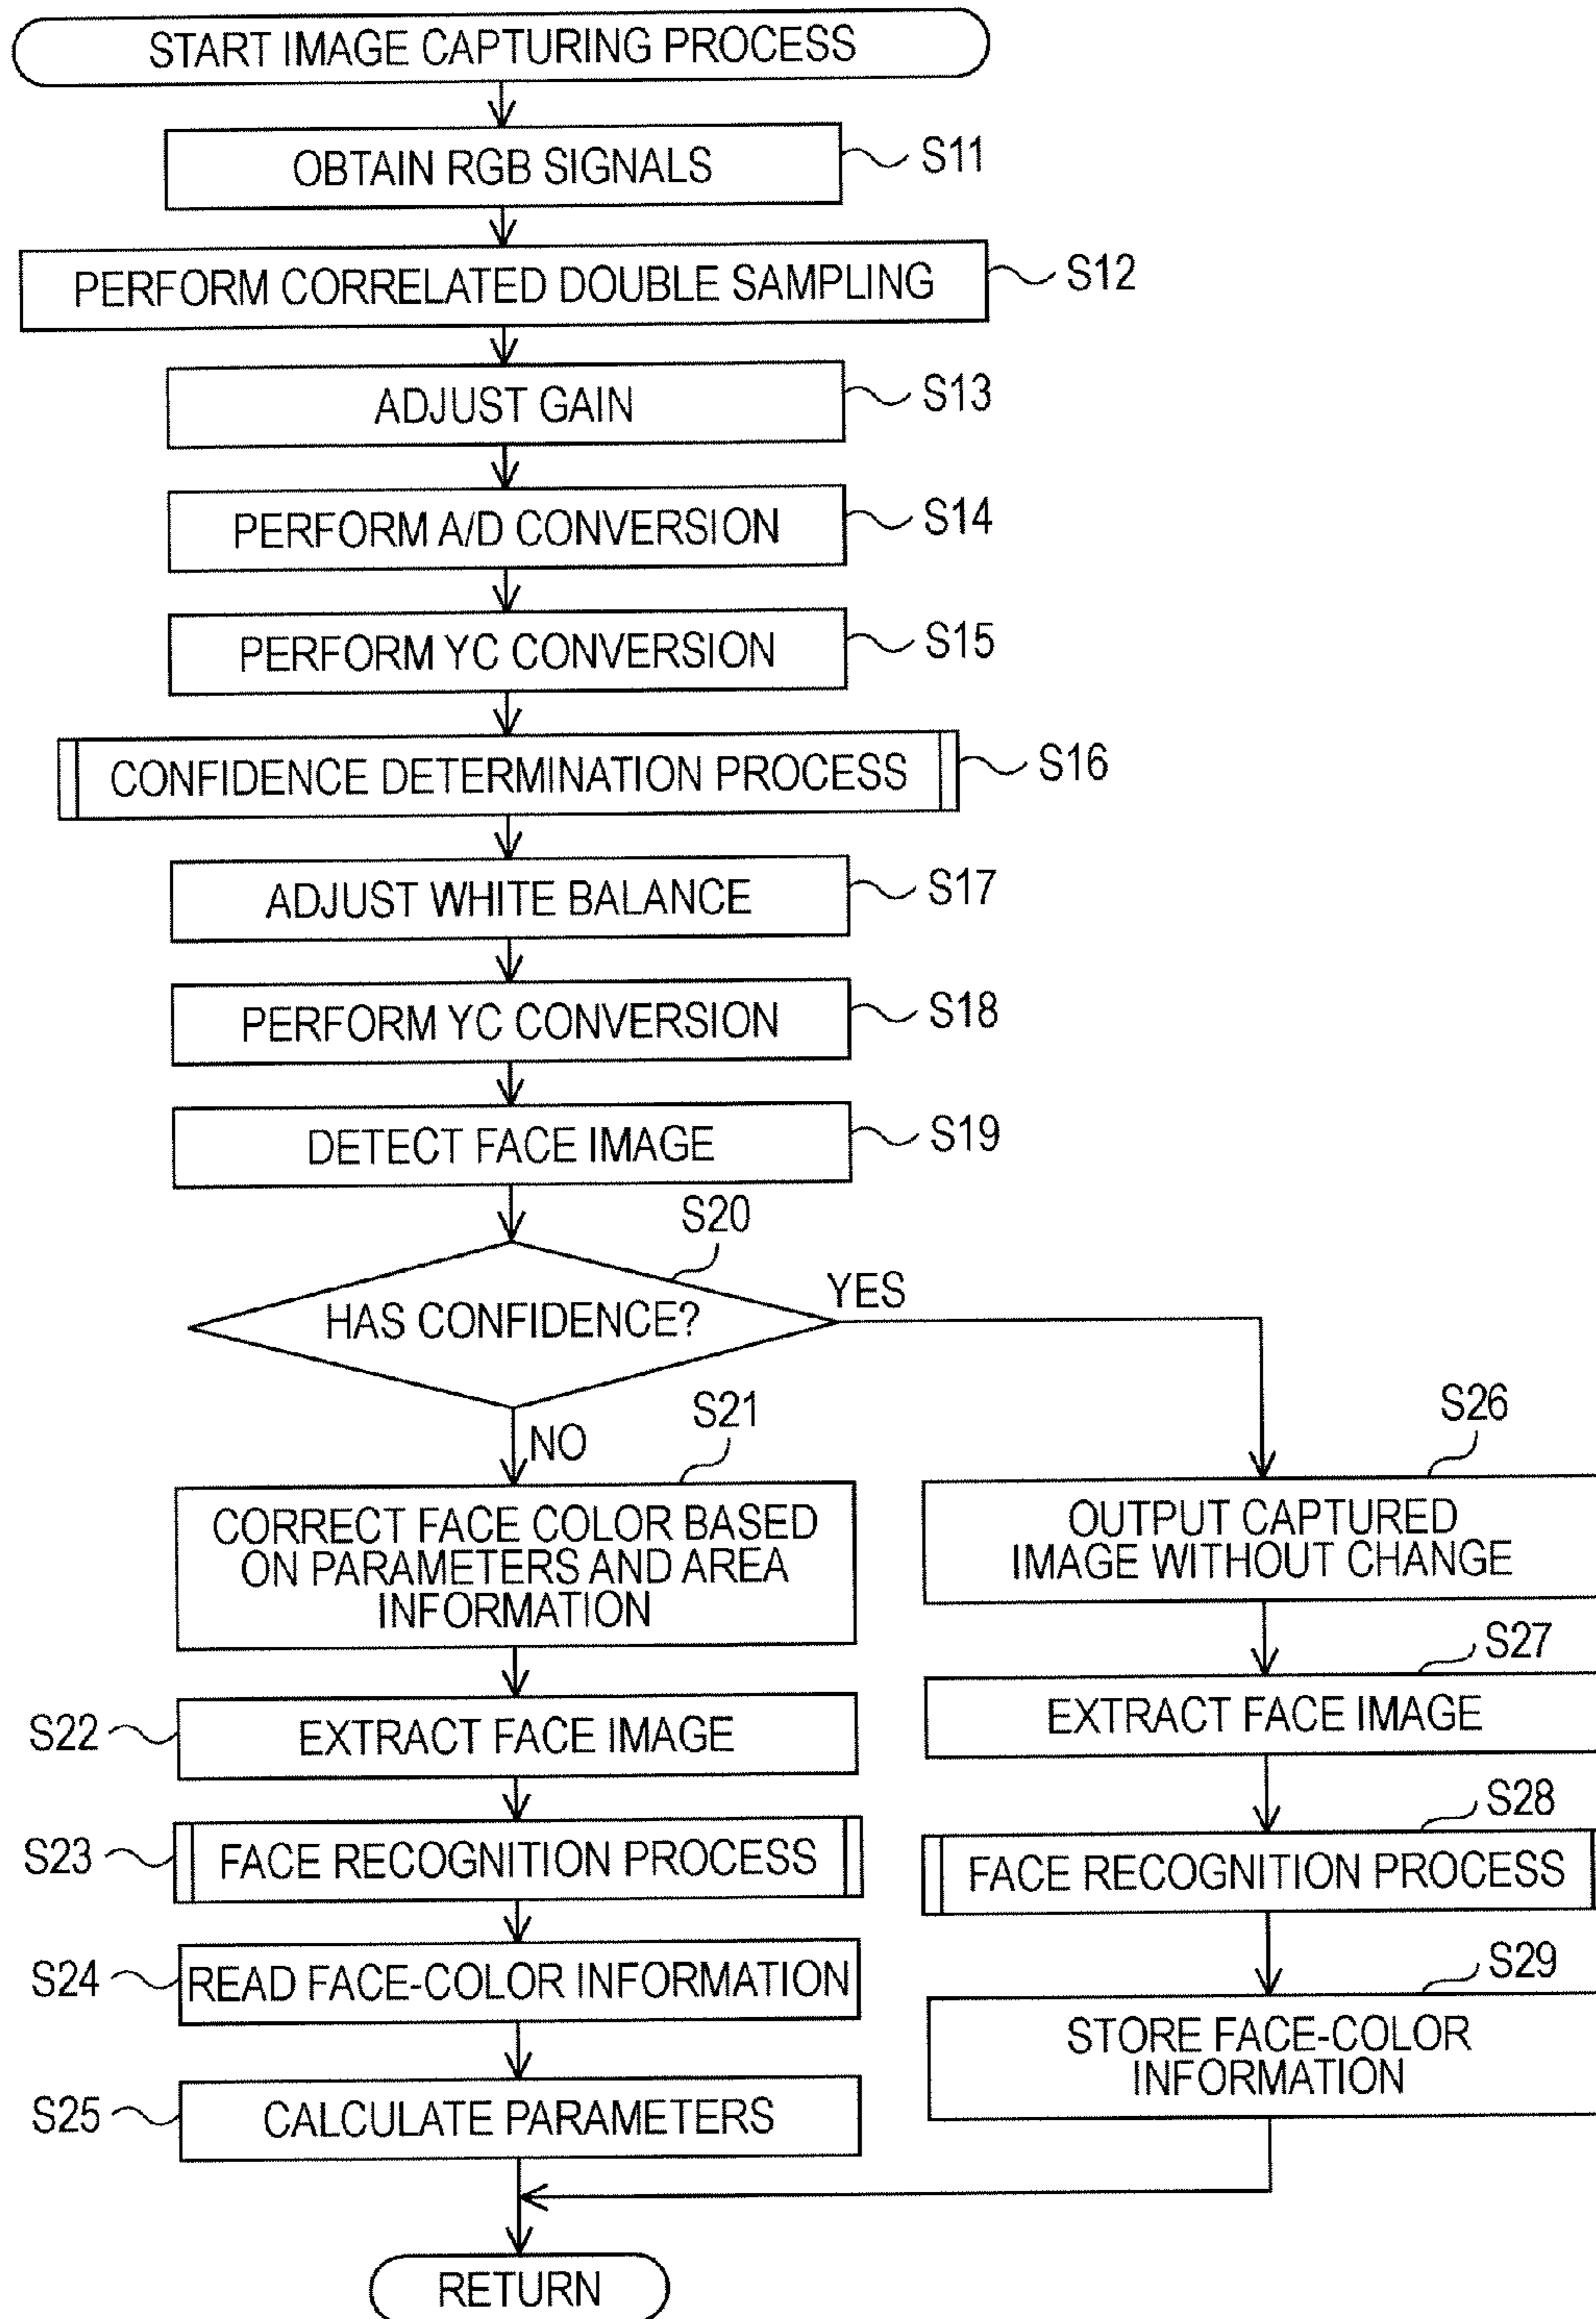 START IMAGE CAPTURING PROCESS
OBTAIN RGB SIGNALS
S11
PERFORM CORRELATED DOUBLE SAMPLING
S12
ADJUST GAIN
S13
PERFORM A/D CONVERSION
S14
PERFORM YC CONVERSION
S15
CONFIDENCE DETERMINATION PROCESS
S16
ADJUST WHITE BALANCE
S17
PERFORM YC CONVERSION
S18
DETECT FACE IMAGE
S19
S20
HAS CONFIDENCE?
YES
NO
S21
CORRECT FACE COLOR BASED
ON PARAMETERS AND AREA
INFORMATION
S22
EXTRACT FACE IMAGE
S23
FACE RECOGNITION PROCESS
S24
READ FACE-COLOR INFORMATION
S25
CALCULATE PARAMETERS
S26
OUTPUT CAPTURED
IMAGE WITHOUT CHANGE
S27
EXTRACT FACE IMAGE
S28
FACE RECOGNITION PROCESS
S29
STORE FACE-COLOR
INFORMATION
RETURN